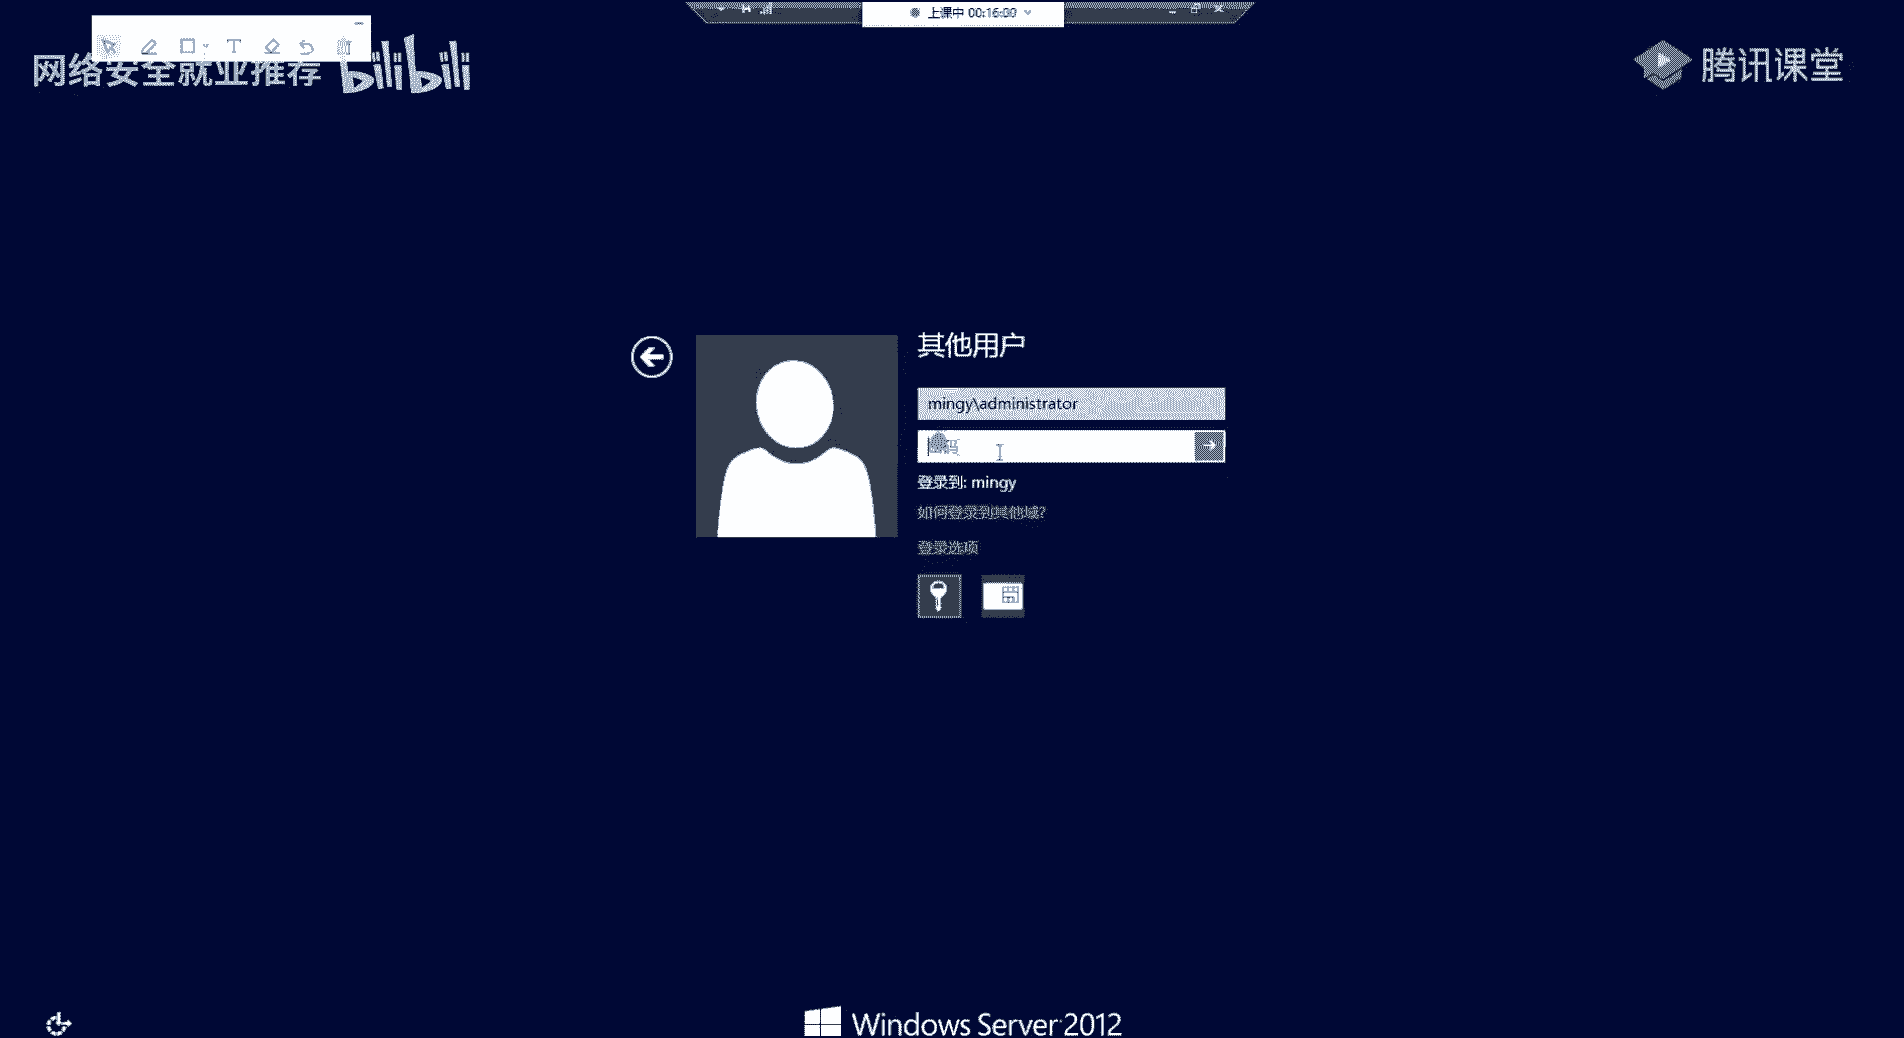 上课中 00:16:00
网络安全就业推荐 bilibili
腾讯课堂
其他用户
mingy\administrator
密码
登录到: mingy
如何登录到其他域?
登录选项
Windows Server 2012